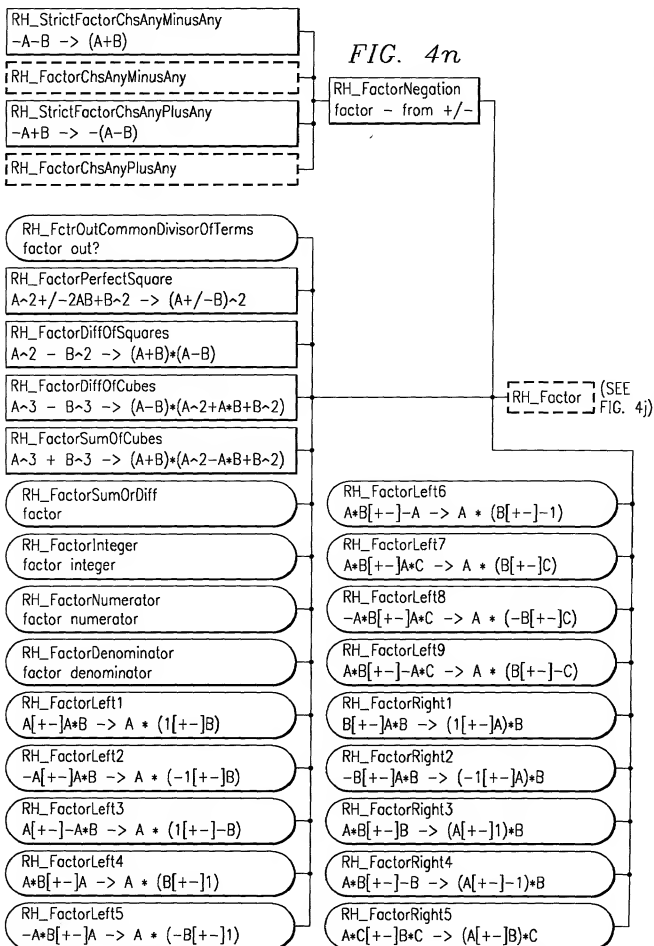 RH_StrictFactorChsAnyMinusAny
-A-B -> (A+B)
RH_FactorChsAnyMinusAny
RH_StrictFactorChsAnyPlusAny
-A+B -> -(A-B)
RH_FactorChsAnyPlusAny
FIG. 4n
RH_FactorNegation
factor - from +/-
RH_FctrOutCommonDivisorOfTerms
factor out?
RH_FactorPerfectSquare
A^2+/-2AB+B^2 -> (A+/-B)^2
RH_FactorDiffOfSquares
A^2 - B^2 -> (A+B)*(A-B)
RH_FactorDiffOfCubes
A^3 - B^3 -> (A-B)*(A^2+A*B+B^2)
RH_FactorSumOfCubes
A^3 + B^3 -> (A+B)*(A^2-A*B+B^2)
RH_Factor
(SEE
FIG. 4j)
RH_FactorSumOrDiff
factor
RH_FactorInteger
factor integer
RH_FactorNumerator
factor numerator
RH_FactorDenominator
factor denominator
RH_FactorLeft1
A[+-]A*B -> A * (1[+-]B)
RH_FactorLeft2
-A[+-]A*B -> A * (-1[+-]B)
RH_FactorLeft3
A[+-]-A*B -> A * (1[+-]-B)
RH_FactorLeft4
A*B[+-]A -> A * (B[+-]1)
RH_FactorLeft5
-A*B[+-]A -> A * (-B[+-]1)
RH_FactorLeft6
A*B[+-]-A -> A * (B[+-]-1)
RH_FactorLeft7
A*B[+-]A*C -> A * (B[+-]C)
RH_FactorLeft8
-A*B[+-]A*C -> A * (-B[+-]C)
RH_FactorLeft9
A*B[+-]-A*C -> A * (B[+-]-C)
RH_FactorRight1
B[+-]A*B -> (1[+-]A)*B
RH_FactorRight2
-B[+-]A*B -> (-1[+-]A)*B
RH_FactorRight3
A*B[+-]B -> (A[+-]1)*B
RH_FactorRight4
A*B[+-]-B -> (A[+-]-1)*B
RH_FactorRight5
A*C[+-]B*C -> (A[+-]B)*C